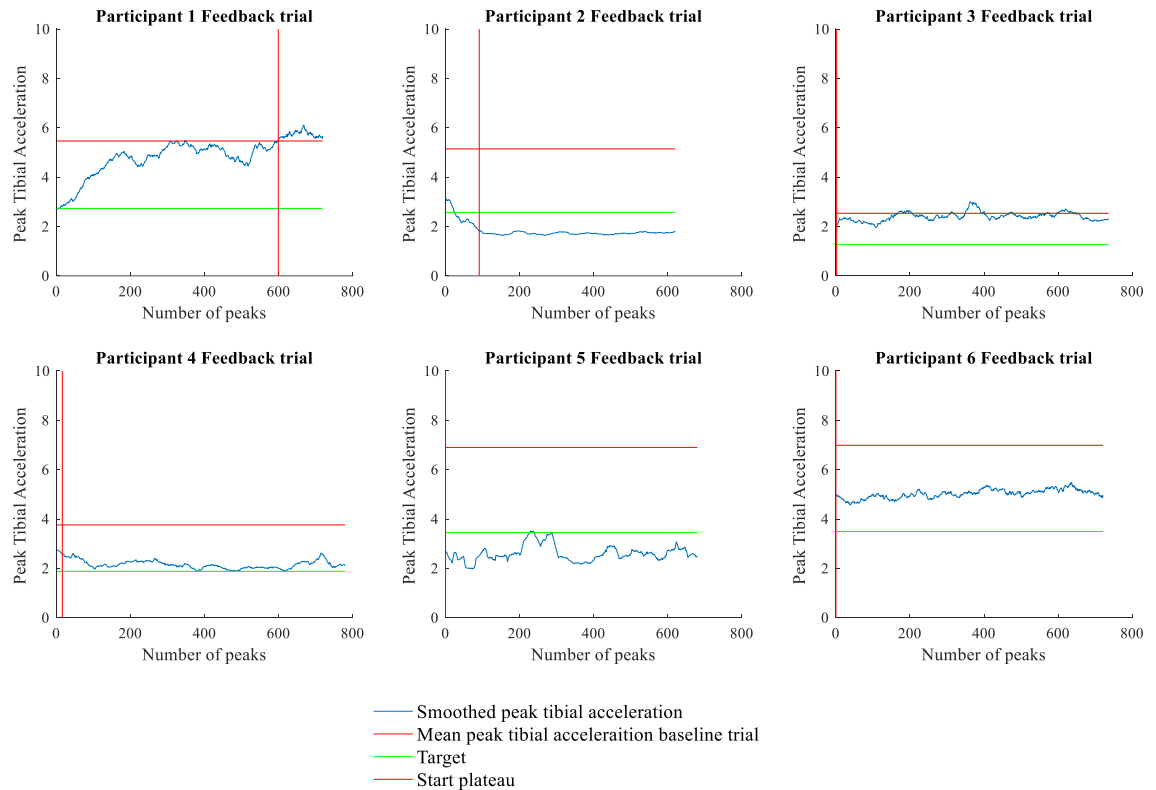 Participant 1 Feedback trial
10
8
6
4
2
0
Peak Tibial Acceleration
0 200 400 600 800
Number of peaks
Participant 2 Feedback trial
10
8
6
4
2
0
Peak Tibial Acceleration
0 200 400 600 800
Number of peaks
Participant 3 Feedback trial
10
8
6
4
2
0
Peak Tibial Acceleration
0 200 400 600 800
Number of peaks
Participant 4 Feedback trial
10
8
6
4
2
0
Peak Tibial Acceleration
0 200 400 600 800
Number of peaks
Participant 5 Feedback trial
10
8
6
4
2
0
Peak Tibial Acceleration
0 200 400 600 800
Number of peaks
Participant 6 Feedback trial
10
8
6
4
2
0
Peak Tibial Acceleration
0 200 400 600 800
Number of peaks
Smoothed peak tibial acceleration
Mean peak tibial acceleraition baseline trial
Target
Start plateau